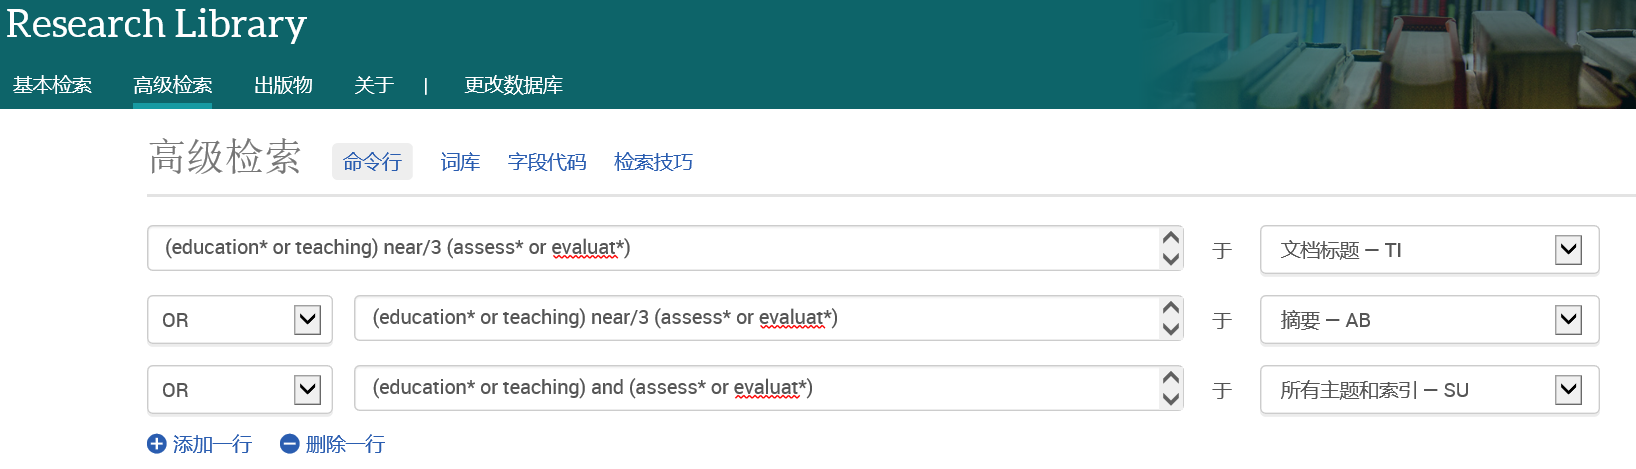 Research Library
基本检索 高级检索 出版物 关于 | 更改数据库
高级检索 命令行 词库 字段代码 检索技巧
(education* or teaching) near/3 (assess* or evaluat*) 于 文档标题 – TI
OR (education* or teaching) near/3 (assess* or evaluat*) 于 摘要 – AB
OR (education* or teaching) and (assess* or evaluat*) 于 所有主题和索引 – SU
添加一行 删除一行